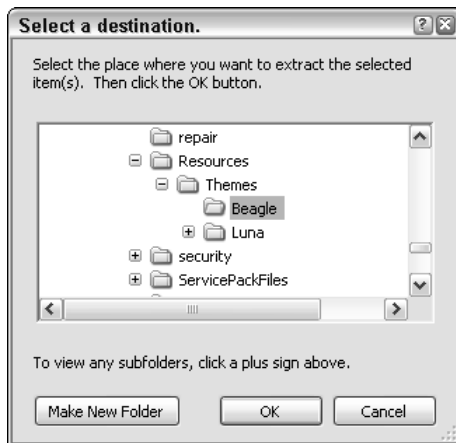 Select a destination.
Select the place where you want to extract the selected
item(s). Then click the OK button.
repair
Resources
Themes
Beagle
Luna
security
ServicePackFiles
To view any subfolders, click a plus sign above.
Make New Folder
OK
Cancel